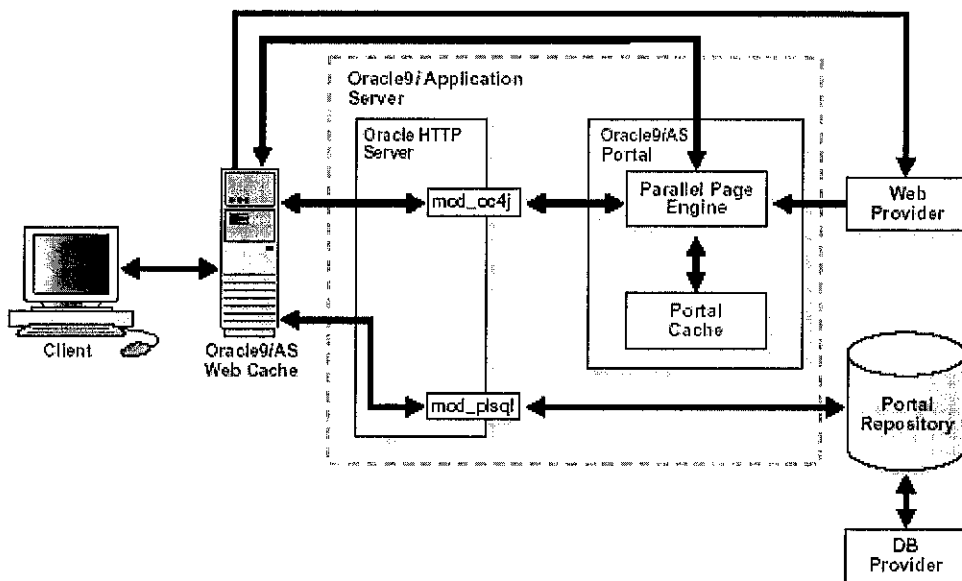 Oracle9i Application
Server
Oracle HTTP
Server
Oracle9iAS
Portal
mod_oc4j
Parallel Page
Engine
Web
Provider
Portal
Cache
Client
Oracle9iAS
Web Cache
mod_plsql
Portal
Repository
DB
Provider